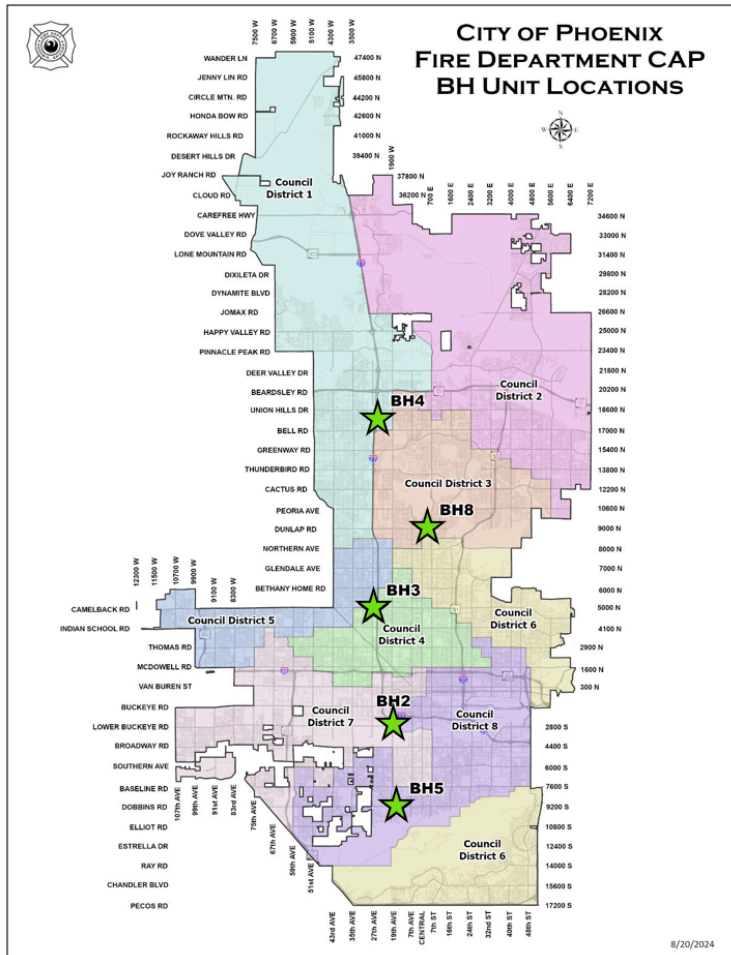 CITY OF PHOENIX
FIRE DEPARTMENT CAP
BH UNIT LOCATIONS
7500 W
6700 W
5900 W
5100 W
4300 W
3500 W
WANDER LN
47400 N
JENNY LIN RD
45800 N
CIRCLE MTN. RD
44200 N
HONDA BOW RD
42600 N
ROCKAWAY HILLS RD
41000 N
DESERT HILLS DR
39400 N
1900 W
JOY RANCH RD
37800 N
CLOUD RD
36200 N
700 E
1600 E
2400 E
3200 E
4000 E
4800 E
5600 E
6400 E
7200 E
Council
District 1
CAREFREE HWY
34600 N
DOVE VALLEY RD
33000 N
LONE MOUNTAIN RD
31400 N
DIXILETA DR
29800 N
DYNAMITE BLVD
28200 N
JOMAX RD
26600 N
HAPPY VALLEY RD
25000 N
PINNACLE PEAK RD
23400 N
DEER VALLEY DR
21800 N
BEARDSLEY RD
20200 N
Council
District 2
BH4
UNION HILLS DR
18600 N
BELL RD
17000 N
GREENWAY RD
15400 N
THUNDERBIRD RD
13800 N
Council District 3
CACTUS RD
12200 N
PEORIA AVE
10600 N
BH8
DUNLAP RD
9000 N
NORTHERN AVE
8000 N
GLENDALE AVE
7000 N
12300 W
11500 W
10700 W
9900 W
9100 W
8300 W
BETHANY HOME RD
6000 N
BH3
CAMELBACK RD
5000 N
Council District 5
Council
District 6
INDIAN SCHOOL RD
4100 N
Council
District 4
THOMAS RD
2900 N
MCDOWELL RD
1600 N
VAN BUREN ST
300 N
BUCKEYE RD
BH2
Council
District 7
Council
District 8
LOWER BUCKEYE RD
2800 S
BROADWAY RD
4400 S
SOUTHERN AVE
6000 S
BASELINE RD
7600 S
BH5
DOBBINS RD
9200 S
ELLIOT RD
10800 S
ESTRELLA DR
12400 S
Council
District 6
RAY RD
14000 S
CHANDLER BLVD
15600 S
PECOS RD
17200 S
107th AVE
99th AVE
91st AVE
83rd AVE
75th AVE
67th AVE
59th AVE
51st AVE
43rd AVE
35th AVE
27th AVE
19th AVE
7th AVE
CENTRAL
7th ST
16th ST
24th ST
32nd ST
40th ST
48th ST
8/20/2024